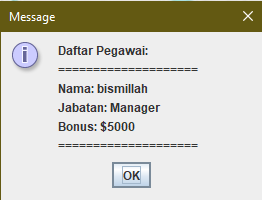 Message
Daftar Pegawai:
====================
Nama: bismillah
Jabatan: Manager
Bonus: $5000
====================
OK